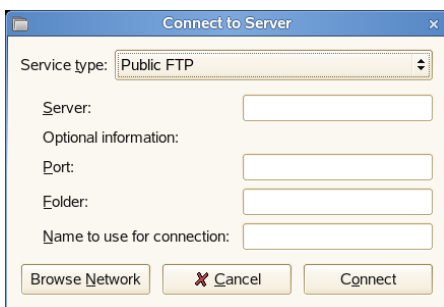 Connect to Server
Service type: Public FTP
Server:
Optional information:
Port:
Folder:
Name to use for connection:
Browse Network Cancel Connect